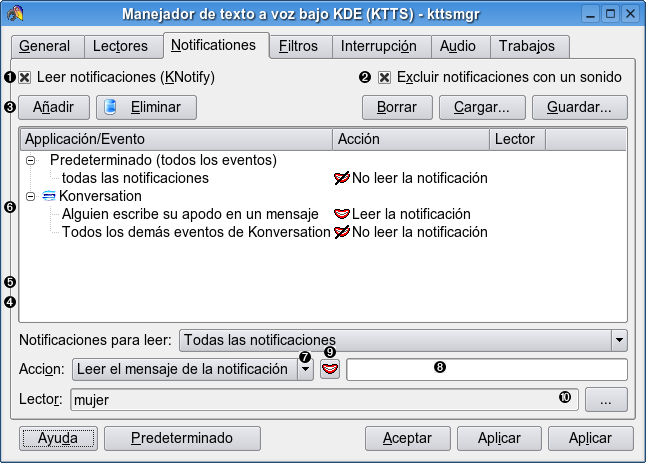 Manejador de texto a voz bajo KDE (KTTS) - kttsmgr
General Lectores Notificationes Filtros Interrupción Audio Trabajos
❶ Leer notificaciones (KNotify) ❷ Excluir notificaciones con un sonido
❸ Añadir Eliminar Borrar Cargar... Guardar...
Applicación/Evento Acción Lector
Predeterminado (todos los eventos)
todas las notificaciones No leer la notificación
Konversation
❻ Alguien escribe su apodo en un mensaje Leer la notificación
Todos los demás eventos de Konversation No leer la notificación
❺
❹
Notificaciones para leer: Todas las notificaciones
Accion: Leer el mensaje de la notificación ❼ ❾ ❽
Lector: mujer ❿ ...
Ayuda Predeterminado Aceptar Aplicar Aplicar